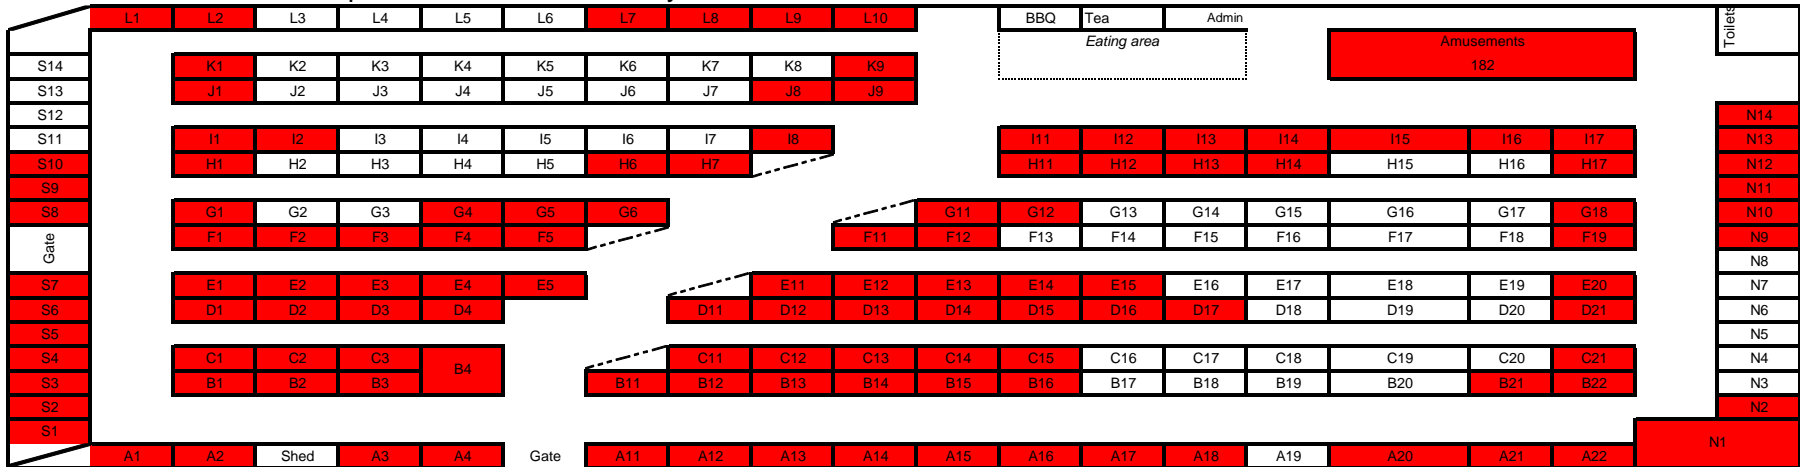 L1 L2 L3 L4 L5 L6 L7 L8 L9 L10 BBQ Tea Admin Toilets
Eating area Amusements
S14 K1 K2 K3 K4 K5 K6 K7 K8 K9 182
S13 J1 J2 J3 J4 J5 J6 J7 J8 J9
S12 N14
S11 I1 I2 I3 I4 I5 I6 I7 I8 I11 I12 I13 I14 I15 I16 I17 N13
S10 H1 H2 H3 H4 H5 H6 H7 H11 H12 H13 H14 H15 H16 H17 N12
S9 N11
S8 G1 G2 G3 G4 G5 G6 G11 G12 G13 G14 G15 G16 G17 G18 N10
Gate F1 F2 F3 F4 F5 F11 F12 F13 F14 F15 F16 F17 F18 F19 N9
N8
S7 E1 E2 E3 E4 E5 E11 E12 E13 E14 E15 E16 E17 E18 E19 E20 N7
S6 D1 D2 D3 D4 D11 D12 D13 D14 D15 D16 D17 D18 D19 D20 D21 N6
S5 N5
S4 C1 C2 C3 B4 C11 C12 C13 C14 C15 C16 C17 C18 C19 C20 C21 N4
S3 B1 B2 B3 B11 B12 B13 B14 B15 B16 B17 B18 B19 B20 B21 B22 N3
S2 N2
S1 N1
A1 A2 Shed A3 A4 Gate A11 A12 A13 A14 A15 A16 A17 A18 A19 A20 A21 A22